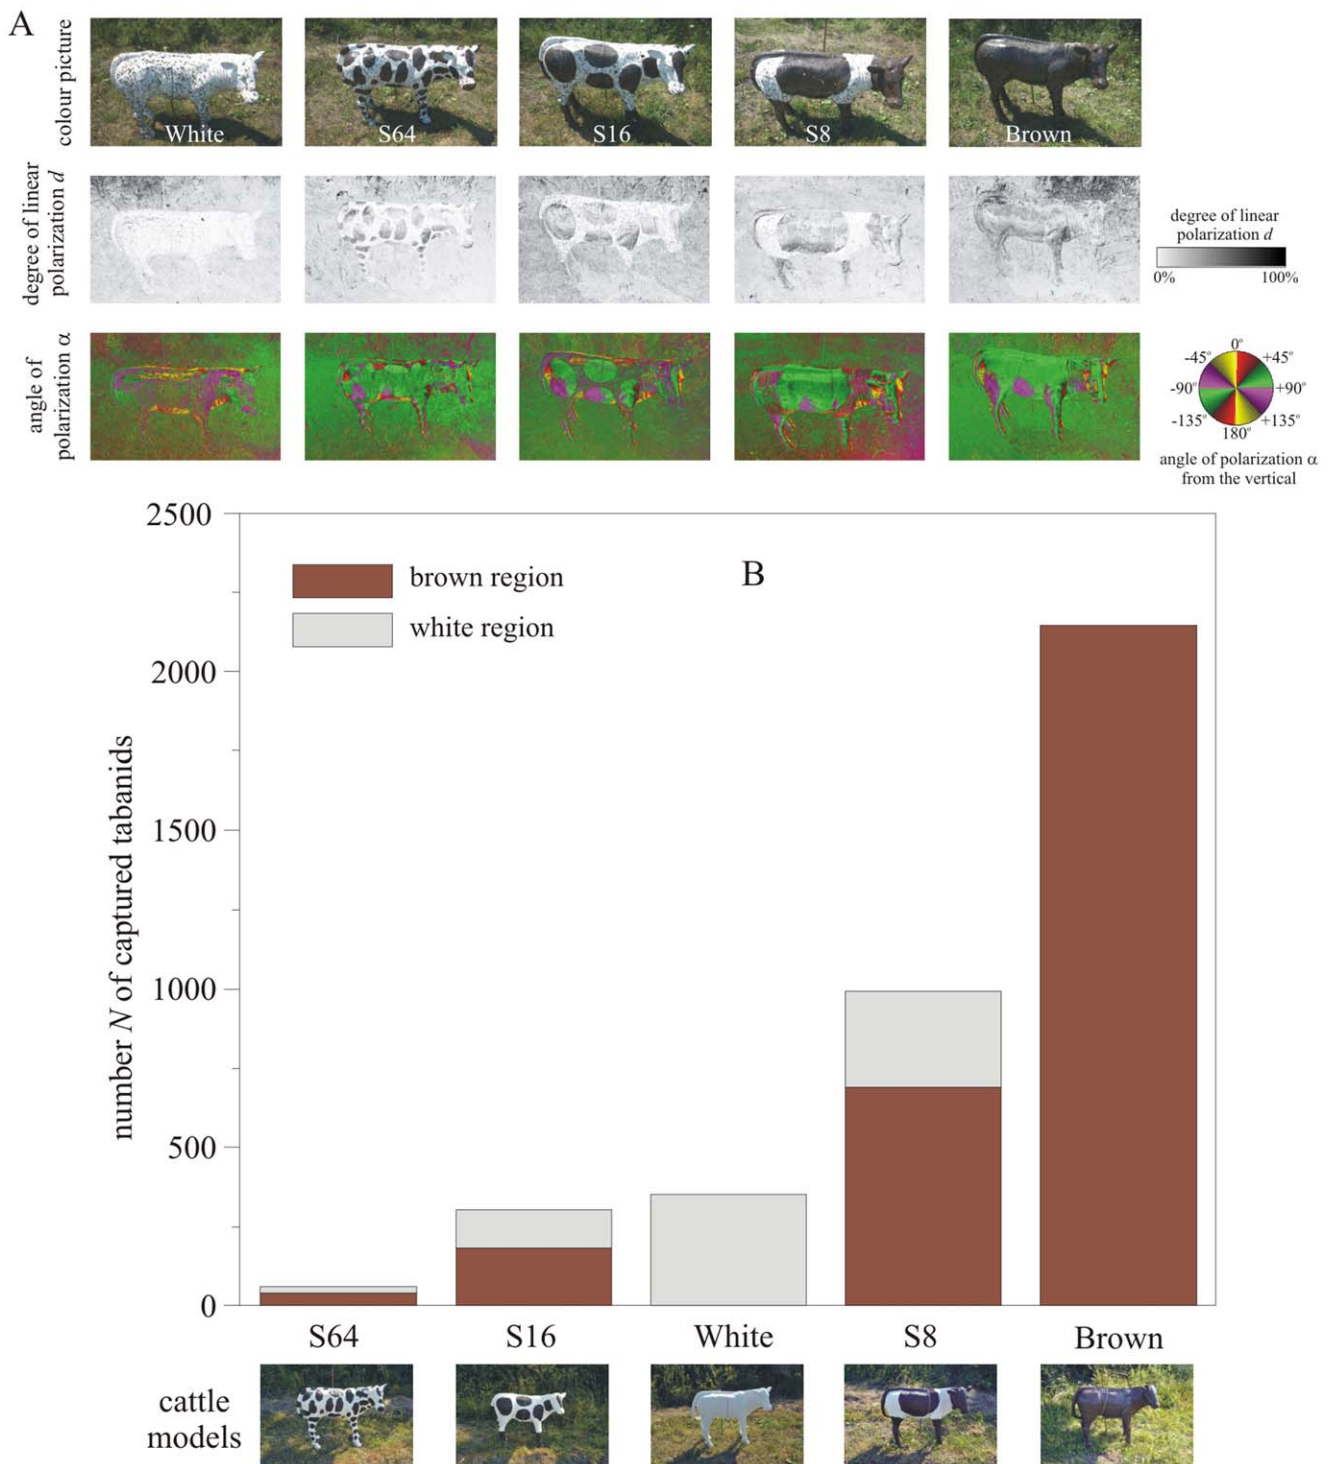 A
colour picture
White
S64
S16
S8
Brown
degree of linear
polarization d
degree of linear
polarization d
0%
100%
angle of
polarization α
0°
-45°
+45°
-90°
+90°
-135°
+135°
180°
angle of polarization α
from the vertical
B
brown region
white region
number N of captured tabanids
2500
2000
1500
1000
500
0
S64
S16
White
S8
Brown
cattle
models